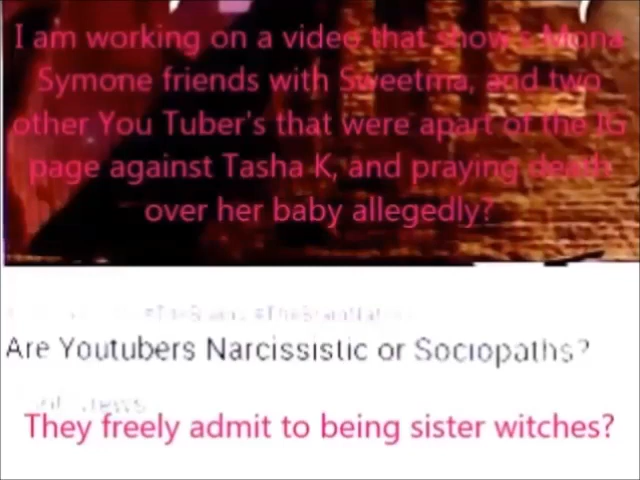 I am working on a video that show's Mona
Symone friends with Sweetma, and two
other You Tuber's that were apart of the IG
page against Tasha K, and praying death
over her baby allegedly?
Are Youtubers Narcissistic or Sociopaths?
They freely admit to being sister witches?